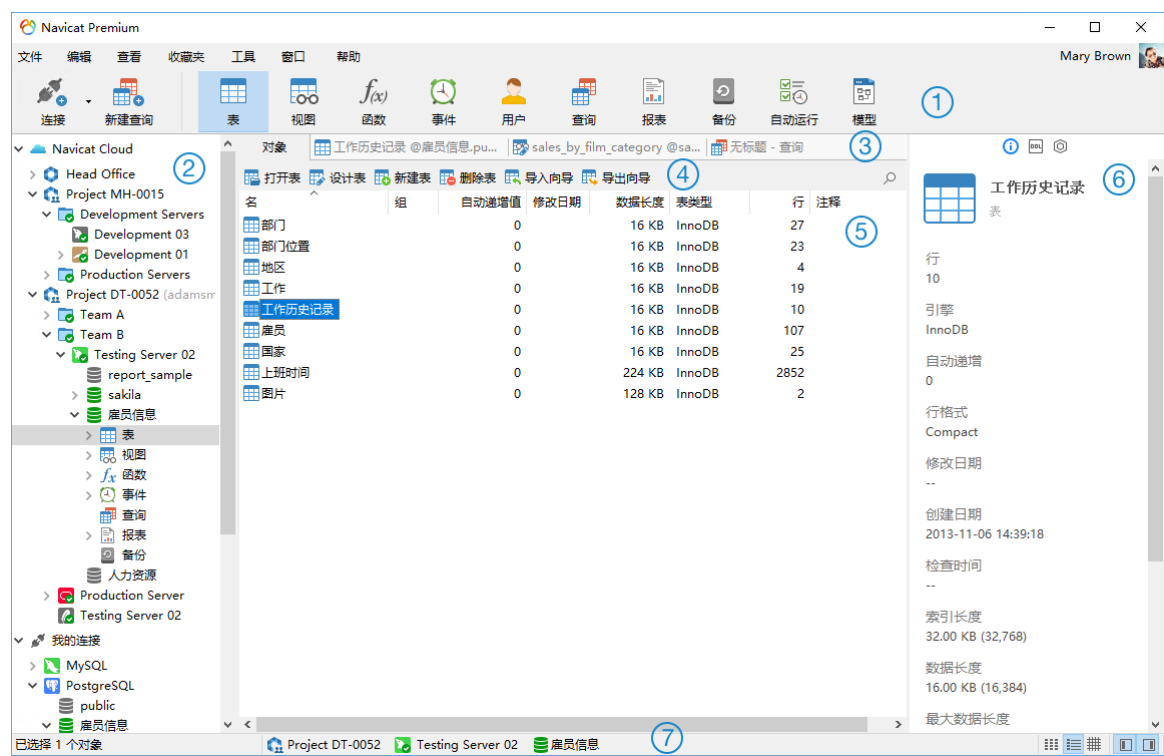 Navicat Premium
文件 编辑 查看 收藏夹 工具 窗口 帮助 Mary Brown
连接 新建查询 表 视图 函数 事件 用户 查询 报表 备份 自动运行 模型 1
Navicat Cloud
Head Office
2
Project MH-0015
Development Servers
Development 03
Development 01
Production Servers
Project DT-0052 (adamsm
Team A
Team B
Testing Server 02
report_sample
sakila
雇员信息
表
视图
函数
事件
查询
报表
备份
人力资源
Production Server
Testing Server 02
我的连接
MySQL
PostgreSQL
public
雇员信息
对象 工作历史记录 @雇员信息.pu... sales_by_film_category @sa... 无标题 - 查询 3
打开表 设计表 新建表 删除表 导入向导 导出向导 4
名 组 自动递增值 修改日期 数据长度 表类型 行 注释
部门 0 16 KB InnoDB 27 5
部门位置 0 16 KB InnoDB 23
地区 0 16 KB InnoDB 4
工作 0 16 KB InnoDB 19
工作历史记录 0 16 KB InnoDB 10
雇员 0 16 KB InnoDB 107
国家 0 16 KB InnoDB 25
上班时间 0 224 KB InnoDB 2852
图片 0 128 KB InnoDB 2
DDL
工作历史记录 6
表
行
10
引擎
InnoDB
自动递增
0
行格式
Compact
修改日期
--
创建日期
2013-11-06 14:39:18
检查时间
--
索引长度
32.00 KB (32,768)
数据长度
16.00 KB (16,384)
最大数据长度
已选择 1 个对象 Project DT-0052 Testing Server 02 雇员信息 7